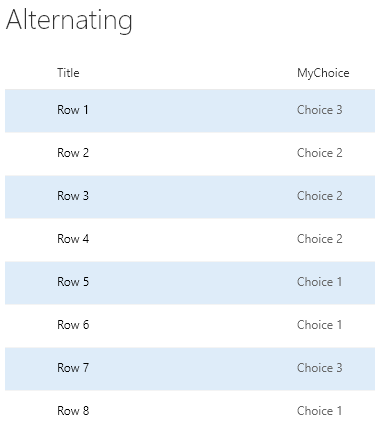 Alternating
Title MyChoice
Row 1 Choice 3
Row 2 Choice 2
Row 3 Choice 2
Row 4 Choice 2
Row 5 Choice 1
Row 6 Choice 1
Row 7 Choice 3
Row 8 Choice 1